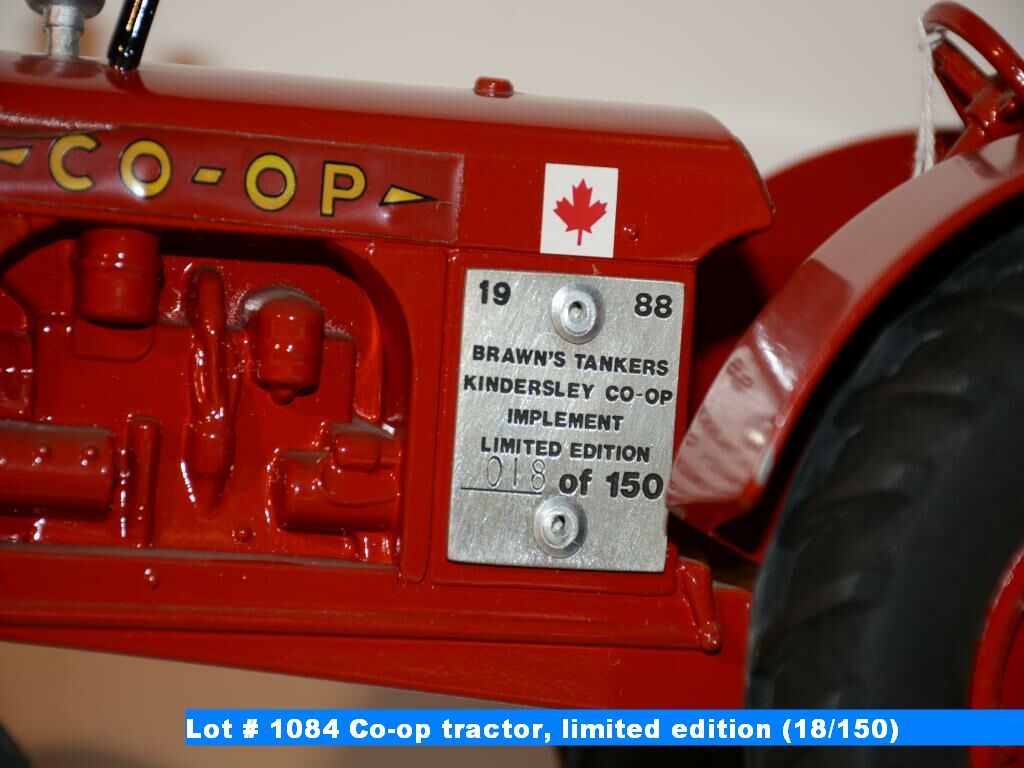 CO-OP
19 88
BRAWN'S TANKERS
KINDERSLEY CO-OP
IMPLEMENT
LIMITED EDITION
018 of 150
Lot # 1084 Co-op tractor, limited edition (18/150)